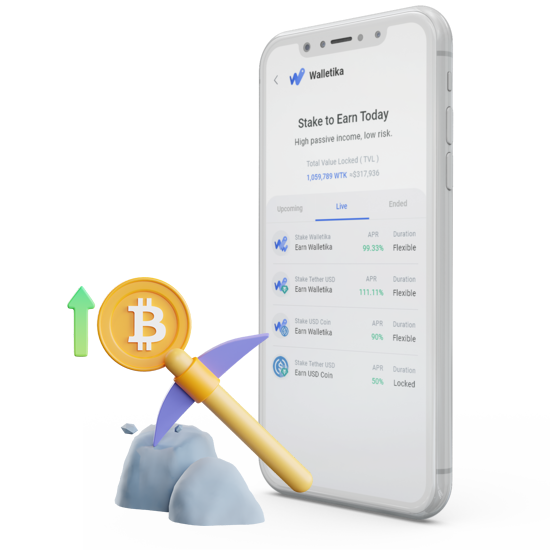 Walletika
Stake to Earn Today
High passive income, low risk.
Total Value Locked ( TVL )
1,059,789 WTK ≈$317,936
Upcoming Live Ended
Stake Walletika APR Duration
Earn Walletika 99.33% Flexible
Stake Tether USD APR Duration
Earn Walletika 111.11% Flexible
Stake USD Coin APR Duration
Earn Walletika 90% Flexible
Stake Tether USD APR Duration
Earn USD Coin 50% Locked